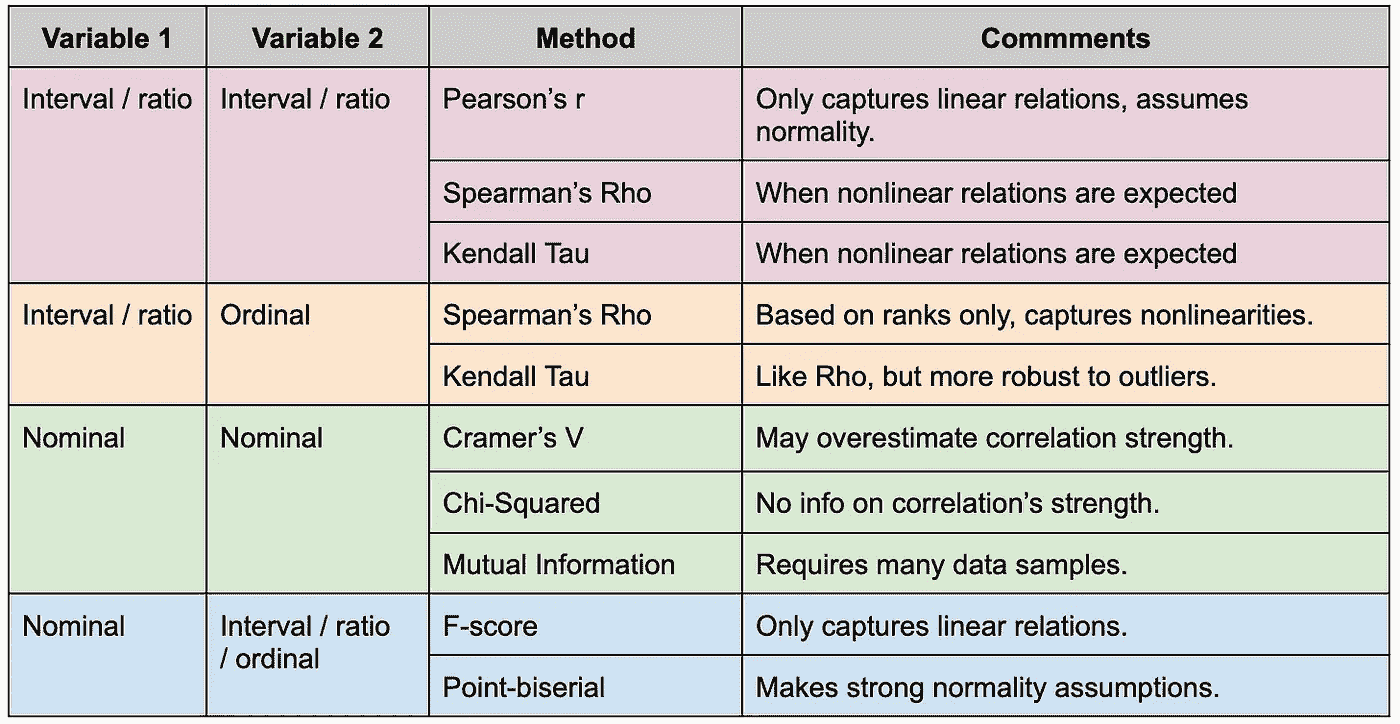 Variable 1 Variable 2 Method Commments
Interval / ratio Interval / ratio Pearson’s r Only captures linear relations, assumes
normality.
Spearman’s Rho When nonlinear relations are expected
Kendall Tau When nonlinear relations are expected
Interval / ratio Ordinal Spearman’s Rho Based on ranks only, captures nonlinearities.
Kendall Tau Like Rho, but more robust to outliers.
Nominal Nominal Cramer’s V May overestimate correlation strength.
Chi-Squared No info on correlation’s strength.
Mutual Information Requires many data samples.
Nominal Interval / ratio F-score Only captures linear relations.
/ ordinal
Point-biserial Makes strong normality assumptions.